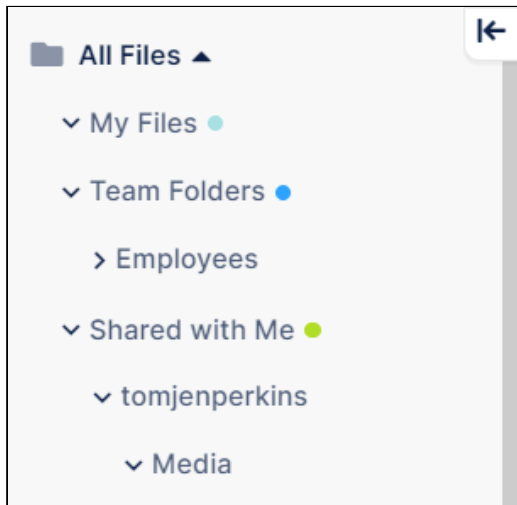 All Files
My Files
Team Folders
Employees
Shared with Me
tomjenperkins
Media